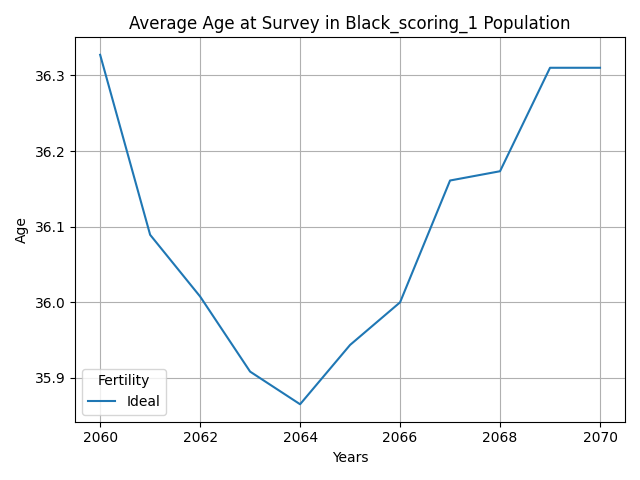 Average Age at Survey in Black_scoring_1 Population
Age
36.3
36.2
36.1
36.0
35.9
Fertility
Ideal
2060 2062 2064 2066 2068 2070
Years